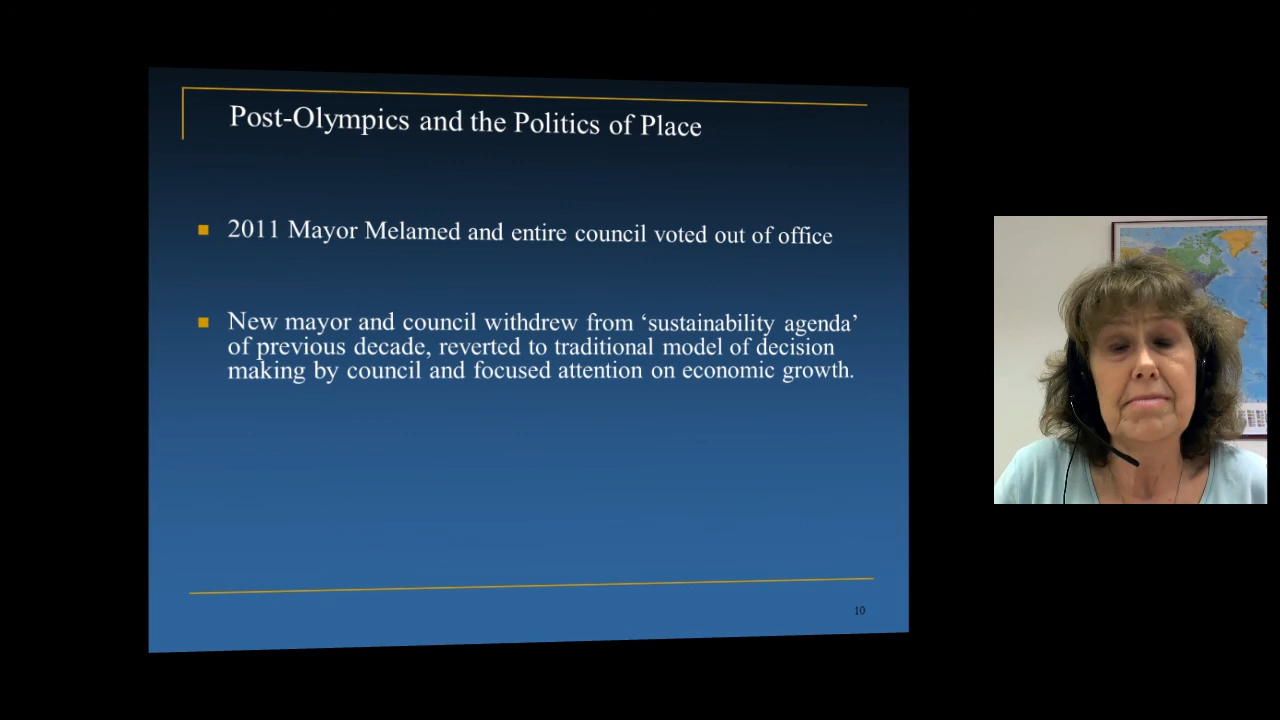 Post-Olympics and the Politics of Place
2011 Mayor Melamed and entire council voted out of office
New mayor and council withdrew from ‘sustainability agenda’
of previous decade, reverted to traditional model of decision
making by council and focused attention on economic growth.
10